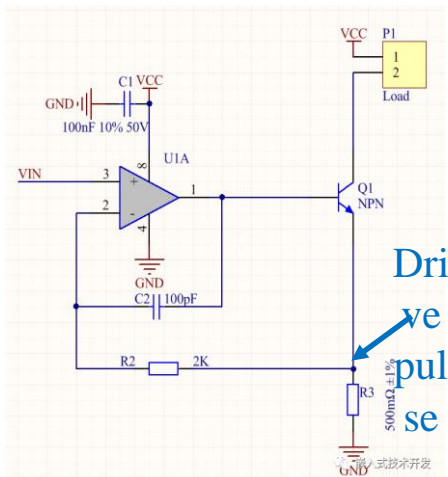 P1
VCC
1
2
Load
C1
VCC
GND
100nF 10% 50V
U1A
8
VIN
3
+
1
2
-
4
Q1
NPN
GND
C2
100pF
R2
2K
R3
500mΩ ±1%
GND
Dri
ve
pul
se
嵌入式技术开发